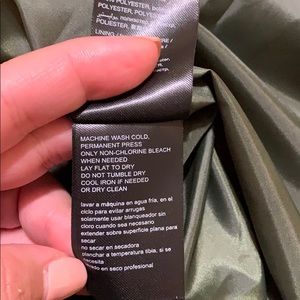 POLYESTER, POLYESTER
POLIESTER,
LINING /
MACHINE WASH COLD,
PERMANENT PRESS
ONLY NON-CHLORINE BLEACH
WHEN NEEDED
LAY FLAT TO DRY
DO NOT TUMBLE DRY
COOL IRON IF NEEDED
OR DRY CLEAN
lavar a máquina en agua fría, en el
ciclo para evitar arrugas
solamente usar blanqueador sin
cloro cuando sea necesario
extender sobre superficie plana para
secar
no secar en secadora
planchar a temperatura tibia, si se
necesita
lavado en seco profesional